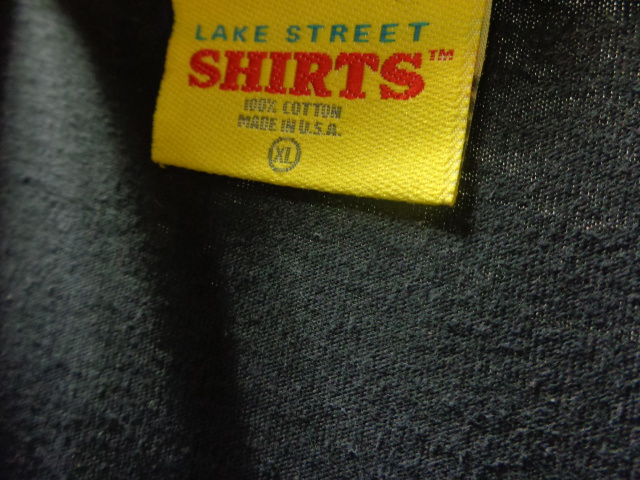 LAKE STREET
SHIRTS™
100% COTTON
MADE IN U.S.A.
XL